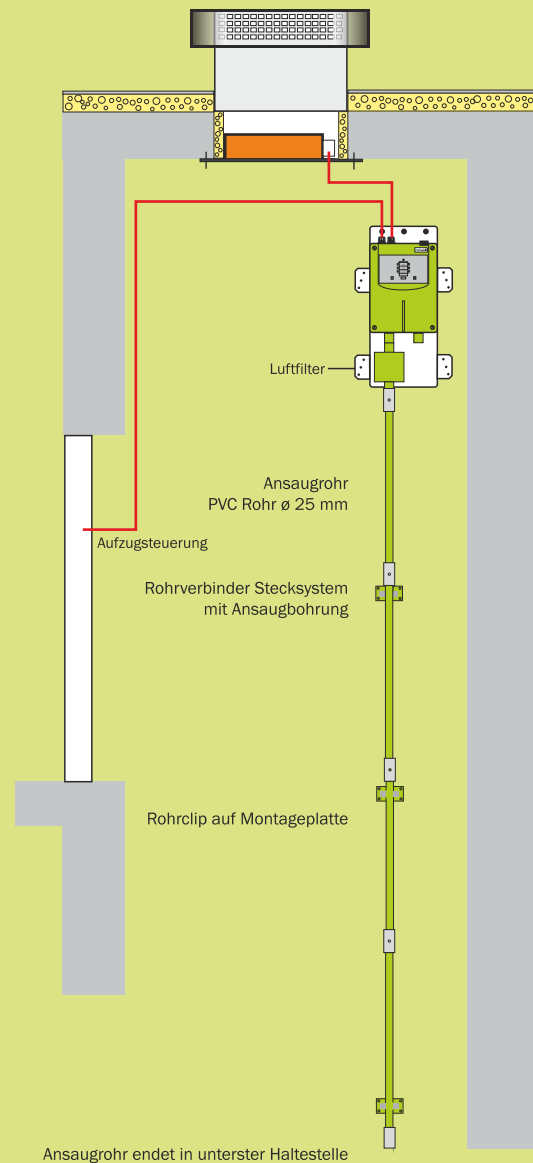 Luftfilter
Ansaugrohr
PVC Rohr ø 25 mm
Aufzugsteuerung
Rohrverbinder Stecksystem
mit Ansaugbohrung
Rohrclip auf Montageplatte
Ansaugrohr endet in unterster Haltestelle